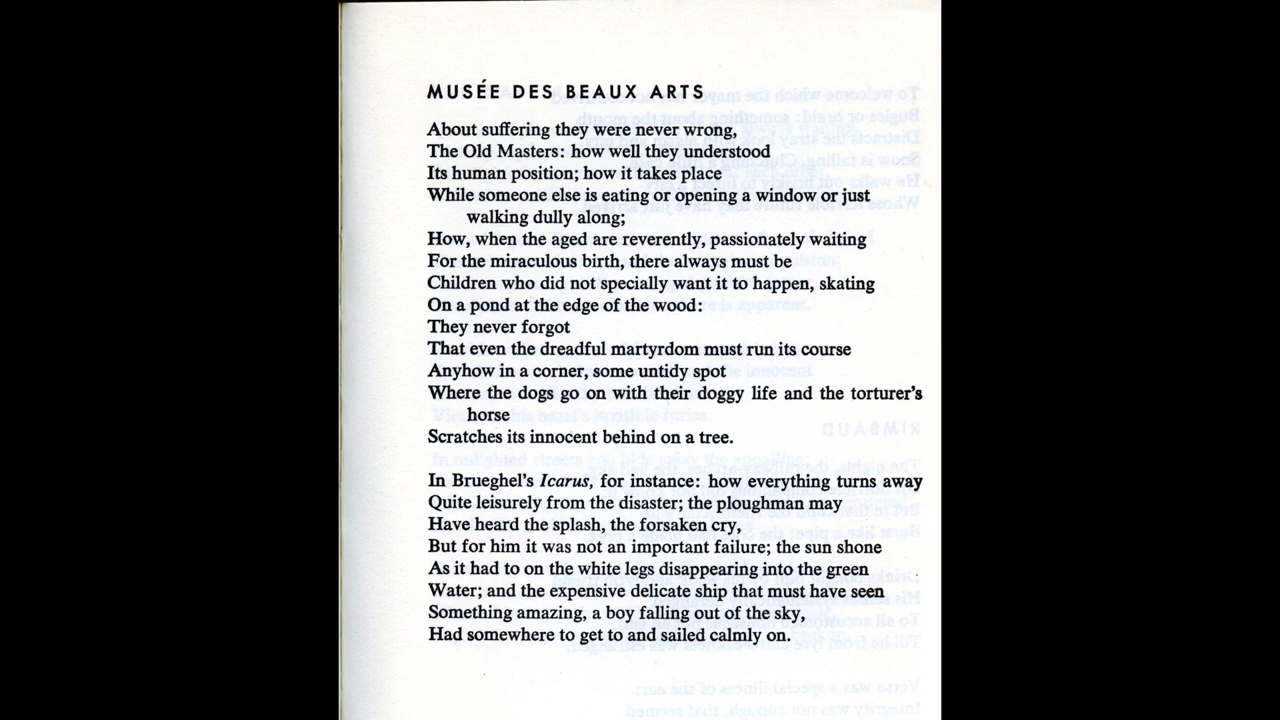 MUSÉE DES BEAUX ARTS
About suffering they were never wrong,
The Old Masters: how well they understood
Its human position; how it takes place
While someone else is eating or opening a window or just
walking dully along;
How, when the aged are reverently, passionately waiting
For the miraculous birth, there always must be
Children who did not specially want it to happen, skating
On a pond at the edge of the wood:
They never forgot
That even the dreadful martyrdom must run its course
Anyhow in a corner, some untidy spot
Where the dogs go on with their doggy life and the torturer's
horse
Scratches its innocent behind on a tree.
In Brueghel's Icarus, for instance: how everything turns away
Quite leisurely from the disaster; the ploughman may
Have heard the splash, the forsaken cry,
But for him it was not an important failure; the sun shone
As it had to on the white legs disappearing into the green
Water; and the expensive delicate ship that must have seen
Something amazing, a boy falling out of the sky,
Had somewhere to get to and sailed calmly on.